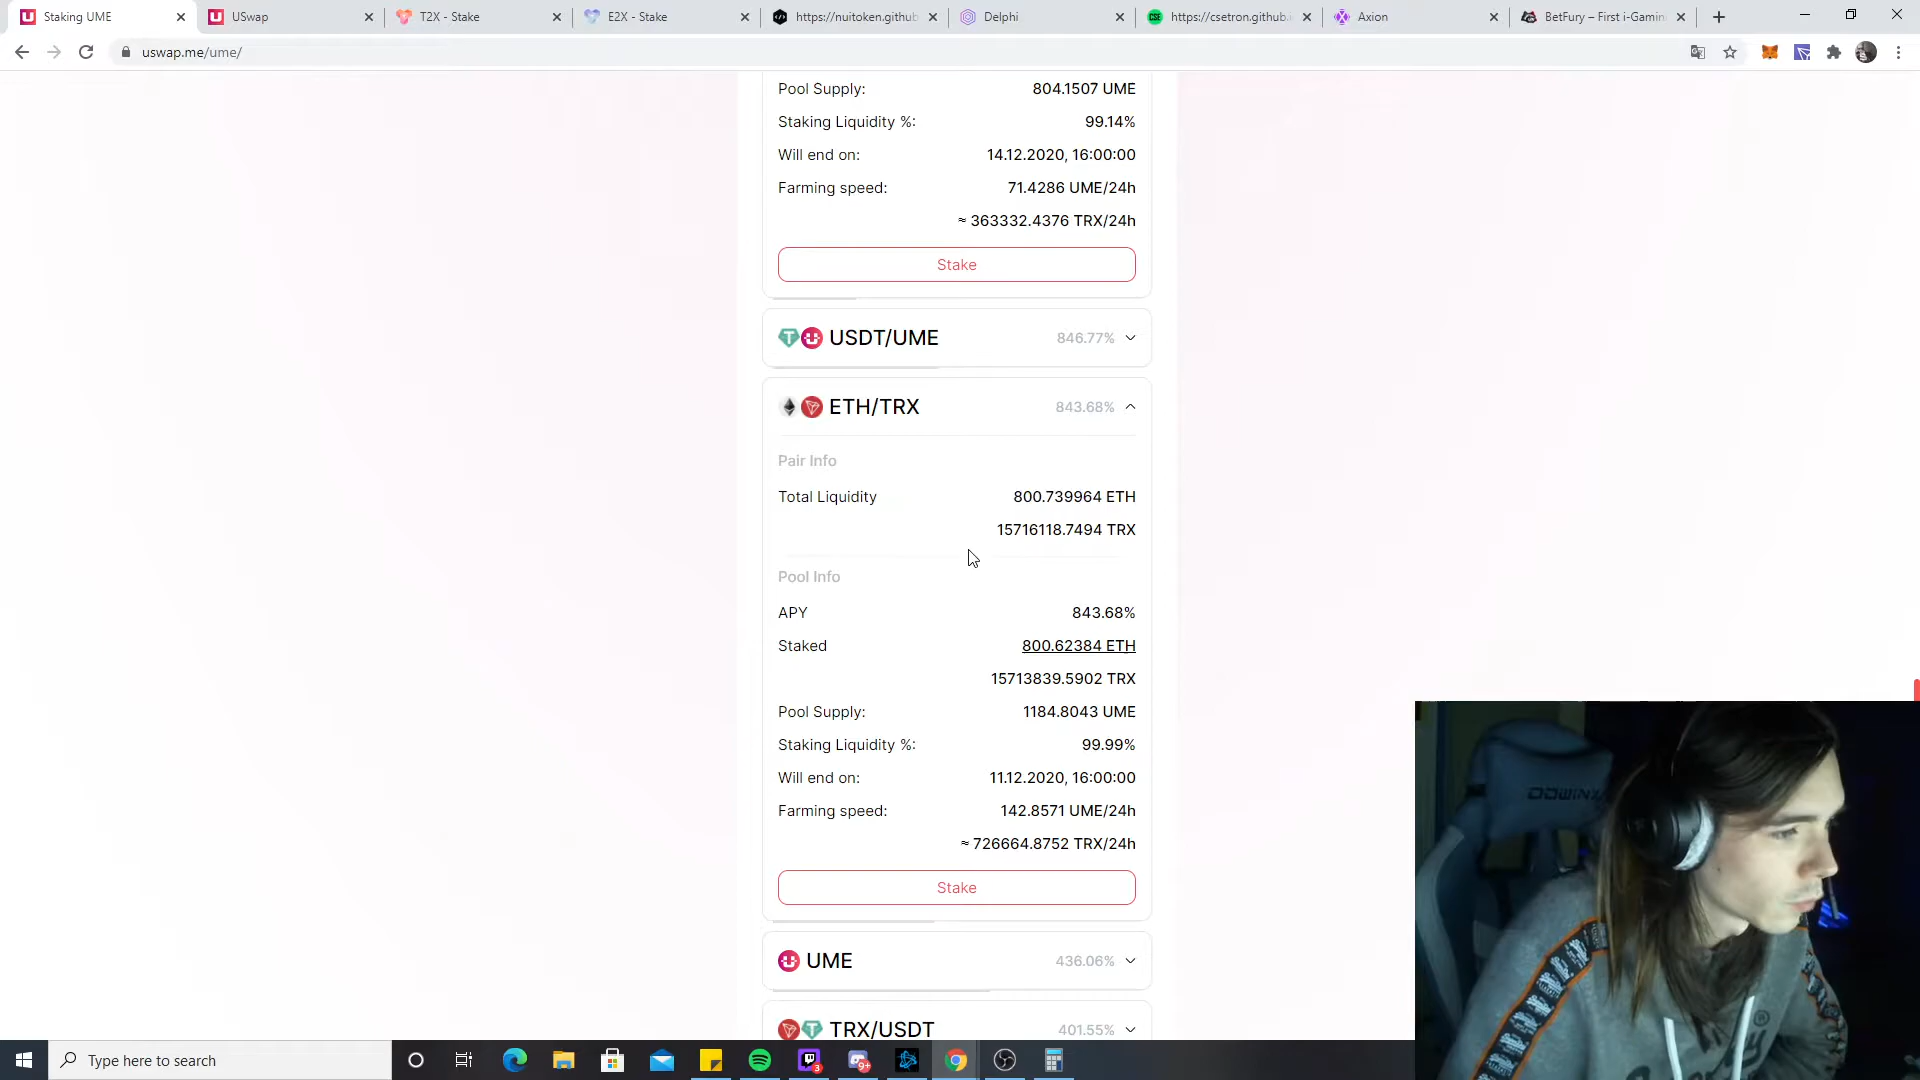 Staking UME
USwap
T2X - Stake
E2X - Stake
https://nuitoken.github
Delphi
https://csetron.github.i
Axion
BetFury – First i-Gamin
uswap.me/ume/
Pool Supply: 804.1507 UME
Staking Liquidity %: 99.14%
Will end on: 14.12.2020, 16:00:00
Farming speed: 71.4286 UME/24h
≈ 363332.4376 TRX/24h
Stake
USDT/UME 846.77%
ETH/TRX 843.68%
Pair Info
Total Liquidity 800.739964 ETH
15716118.7494 TRX
Pool Info
APY 843.68%
Staked 800.62384 ETH
15713839.5902 TRX
Pool Supply: 1184.8043 UME
Staking Liquidity %: 99.99%
Will end on: 11.12.2020, 16:00:00
Farming speed: 142.8571 UME/24h
≈ 726664.8752 TRX/24h
Stake
UME 436.06%
TRX/USDT 401.55%
DOWINX
Type here to search
3
9+